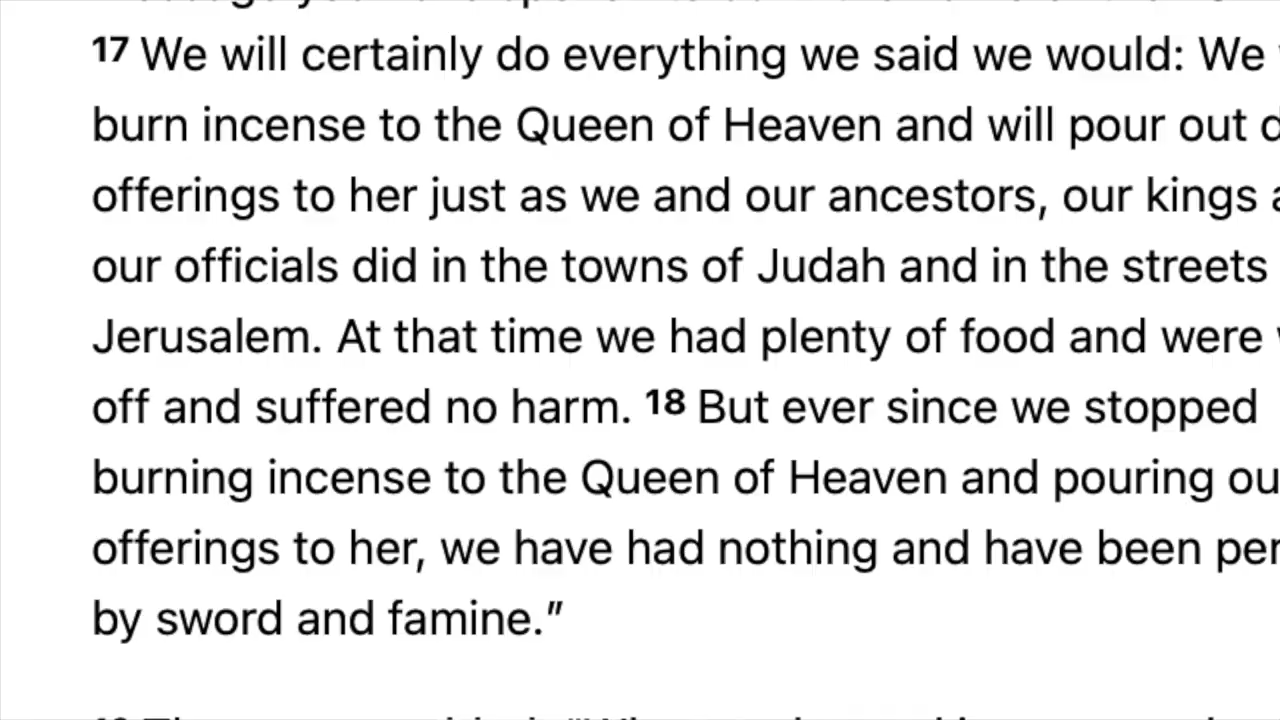 17 We will certainly do everything we said we would: We
burn incense to the Queen of Heaven and will pour out
offerings to her just as we and our ancestors, our kings
our officials did in the towns of Judah and in the streets
Jerusalem. At that time we had plenty of food and were
off and suffered no harm. 18 But ever since we stopped
burning incense to the Queen of Heaven and pouring
offerings to her, we have had nothing and have been
by sword and famine.”